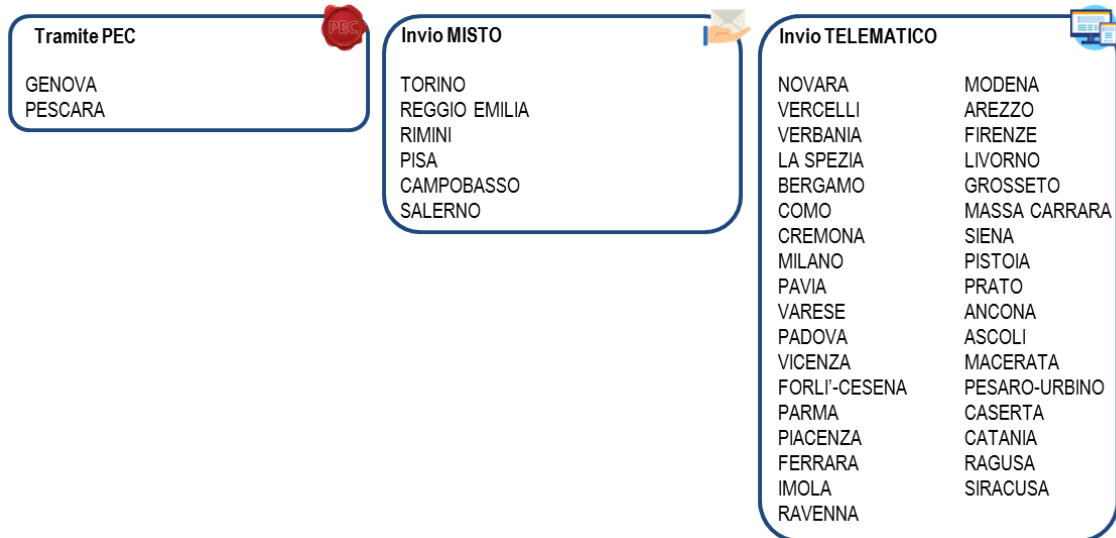 Tramite PEC
PEC
GENOVA
PESCARA
Invio MISTO
TORINO
REGGIO EMILIA
RIMINI
PISA
CAMPOBASSO
SALERNO
Invio TELEMATICO
NOVARA
VERCELLI
VERBANIA
LA SPEZIA
BERGAMO
COMO
CREMONA
MILANO
PAVIA
VARESE
PADOVA
VICENZA
FORLI’-CESENA
PARMA
PIACENZA
FERRARA
IMOLA
RAVENNA
MODENA
AREZZO
FIRENZE
LIVORNO
GROSSETO
MASSA CARRARA
SIENA
PISTOIA
PRATO
ANCONA
ASCOLI
MACERATA
PESARO-URBINO
CASERTA
CATANIA
RAGUSA
SIRACUSA